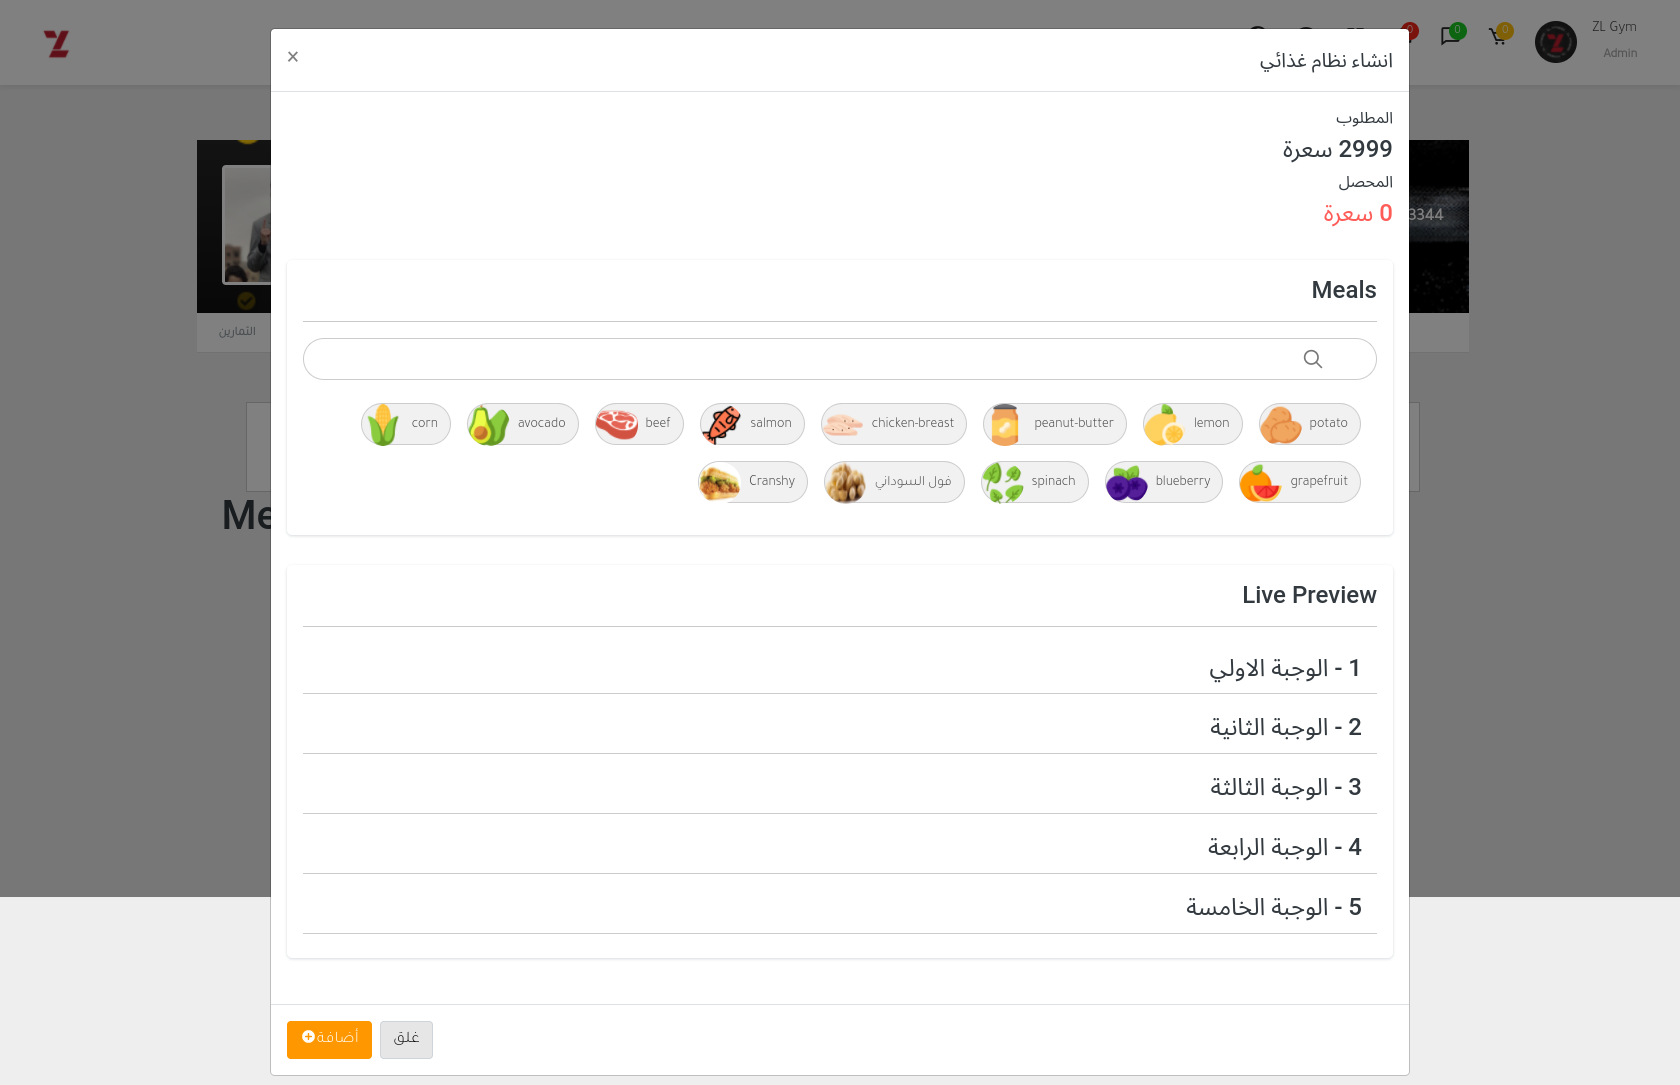 ZL Gym
Admin
0
0
0
انشاء نظام غذائي
×
المطلوب
2999 سعرة
المحصل
0 سعرة
3344
التمارين
Meals
potato
lemon
peanut-butter
chicken-breast
salmon
beef
avocado
corn
grapefruit
blueberry
spinach
فول السوداني
Cranshy
Me
Live Preview
1 - الوجبة الاولي
2 - الوجبة الثانية
3 - الوجبة الثالثة
4 - الوجبة الرابعة
5 - الوجبة الخامسة
غلق
أضافة